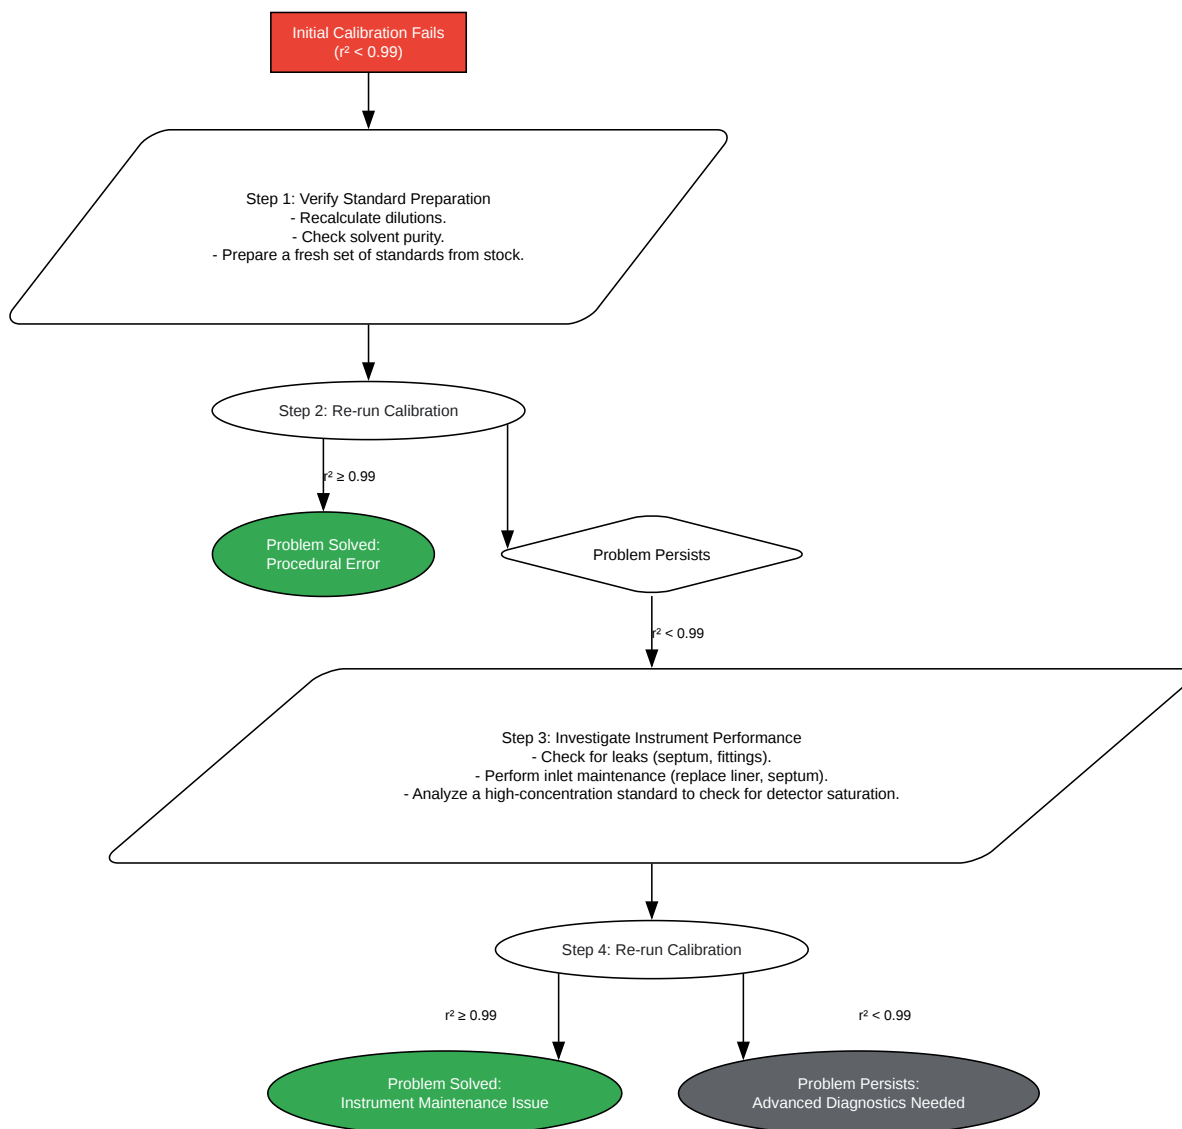 Initial Calibration Fails
(r² < 0.99)
Step 1: Verify Standard Preparation
- Recalculate dilutions.
- Check solvent purity.
- Prepare a fresh set of standards from stock.
Step 2: Re-run Calibration
r² ≥ 0.99
Problem Solved:
Procedural Error
Problem Persists
r² < 0.99
Step 3: Investigate Instrument Performance
- Check for leaks (septum, fittings).
- Perform inlet maintenance (replace liner, septum).
- Analyze a high-concentration standard to check for detector saturation.
Step 4: Re-run Calibration
r² ≥ 0.99
r² < 0.99
Problem Solved:
Instrument Maintenance Issue
Problem Persists:
Advanced Diagnostics Needed